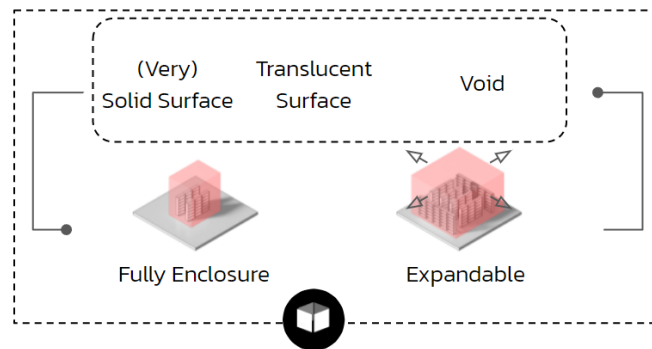 (Very)
Solid Surface
Translucent
Surface
Void
Fully Enclosure
Expandable